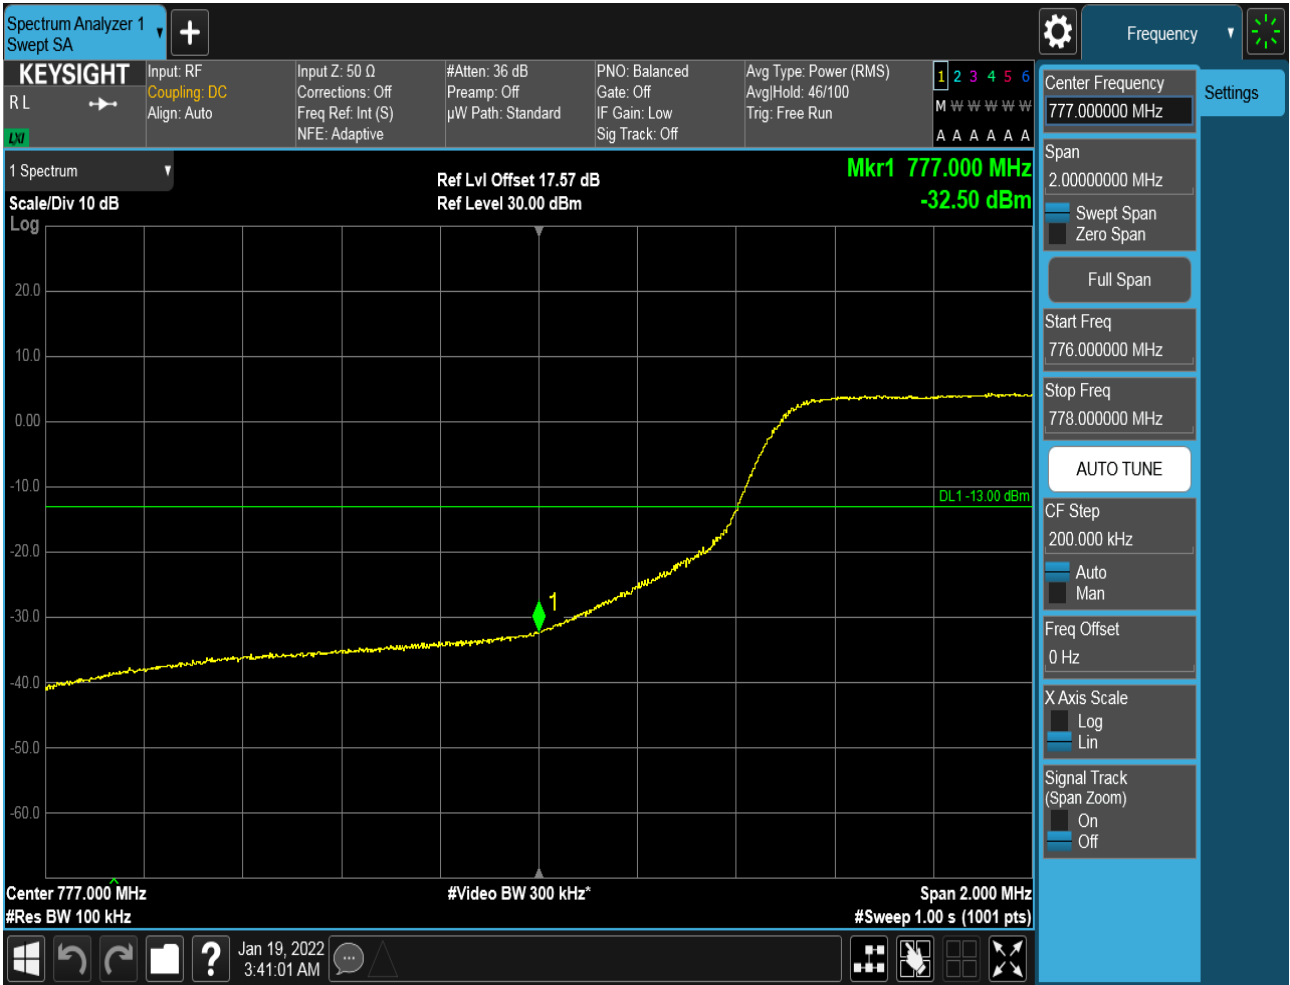 Spectrum Analyzer 1
Swept SA
+
Frequency
KEYSIGHT
R L
LXI
Input: RF
Coupling: DC
Align: Auto
Input Z: 50 Ω
Corrections: Off
Freq Ref: Int (S)
NFE: Adaptive
#Atten: 36 dB
Preamp: Off
µW Path: Standard
PNO: Balanced
Gate: Off
IF Gain: Low
Sig Track: Off
Avg Type: Power (RMS)
Avg|Hold: 46/100
Trig: Free Run
1 2 3 4 5 6
M W W W W W
A A A A A A
1 Spectrum
Scale/Div 10 dB
Log
Ref Lvl Offset 17.57 dB
Ref Level 30.00 dBm
Mkr1 777.000 MHz
-32.50 dBm
20.0
10.0
0.00
-10.0
-20.0
-30.0
-40.0
-50.0
-60.0
DL1 -13.00 dBm
1
Center 777.000 MHz
#Res BW 100 kHz
#Video BW 300 kHz*
Span 2.000 MHz
#Sweep 1.00 s (1001 pts)
?
Jan 19, 2022
3:41:01 AM
Center Frequency
777.000000 MHz
Settings
Span
2.00000000 MHz
Swept Span
Zero Span
Full Span
Start Freq
776.000000 MHz
Stop Freq
778.000000 MHz
AUTO TUNE
CF Step
200.000 kHz
Auto
Man
Freq Offset
0 Hz
X Axis Scale
Log
Lin
Signal Track
(Span Zoom)
On
Off